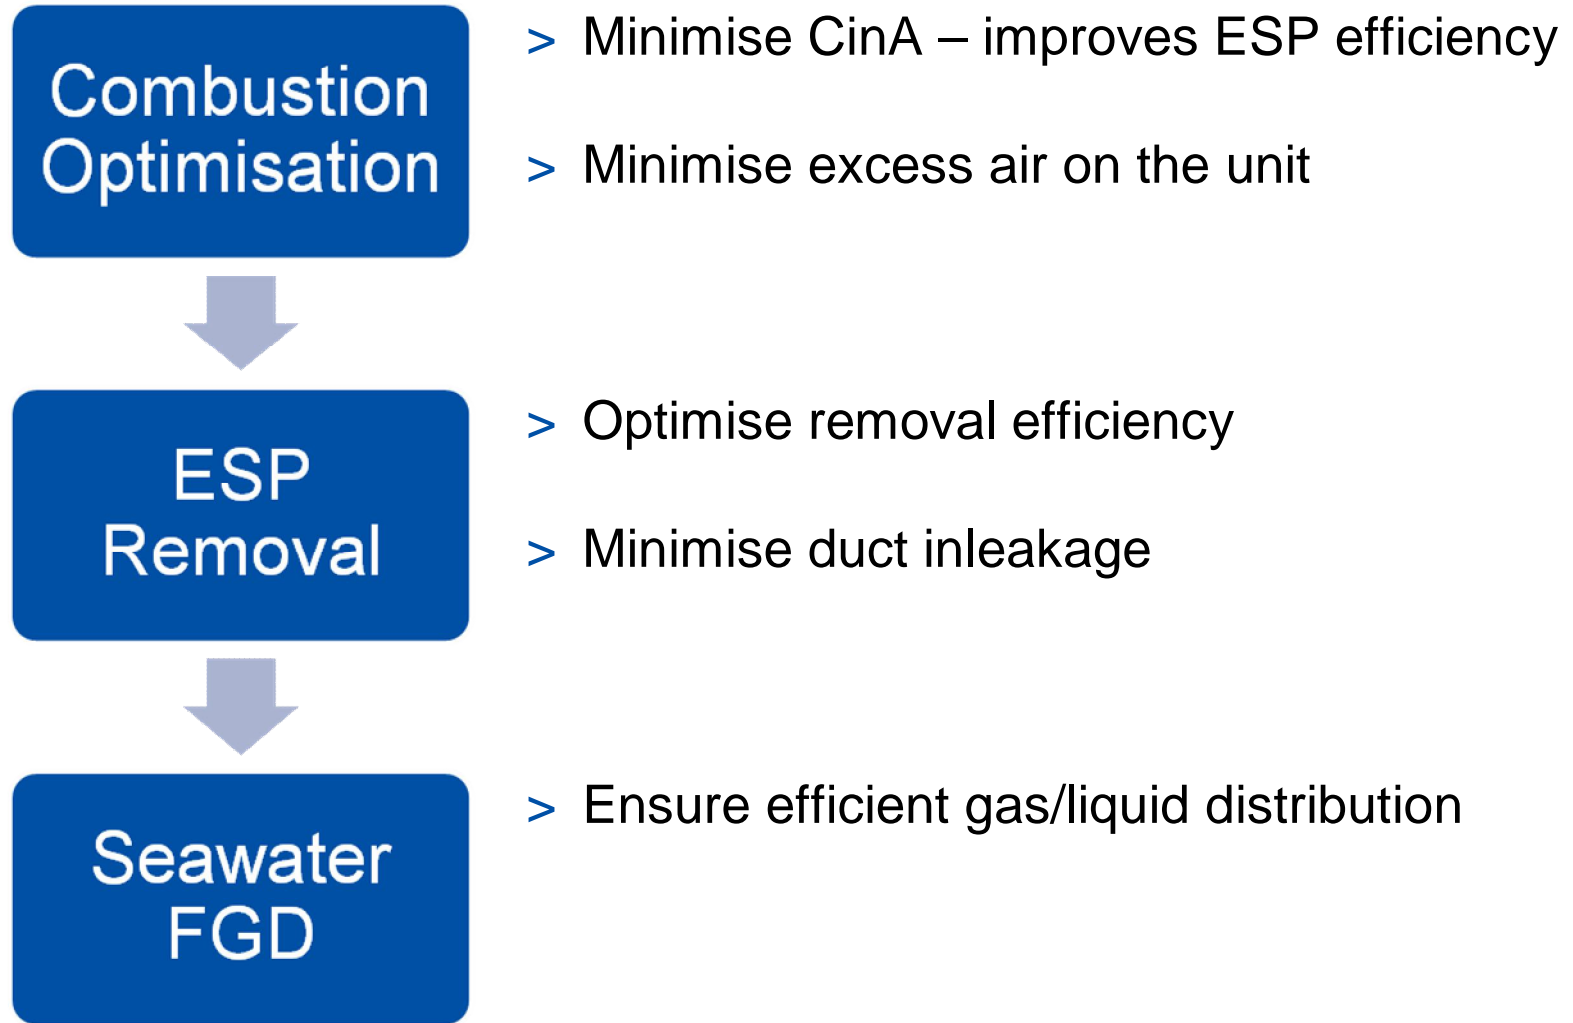 Combustion
Optimisation
> Minimise CinA – improves ESP efficiency
> Minimise excess air on the unit
ESP
Removal
> Optimise removal efficiency
> Minimise duct inleakage
Seawater
FGD
> Ensure efficient gas/liquid distribution